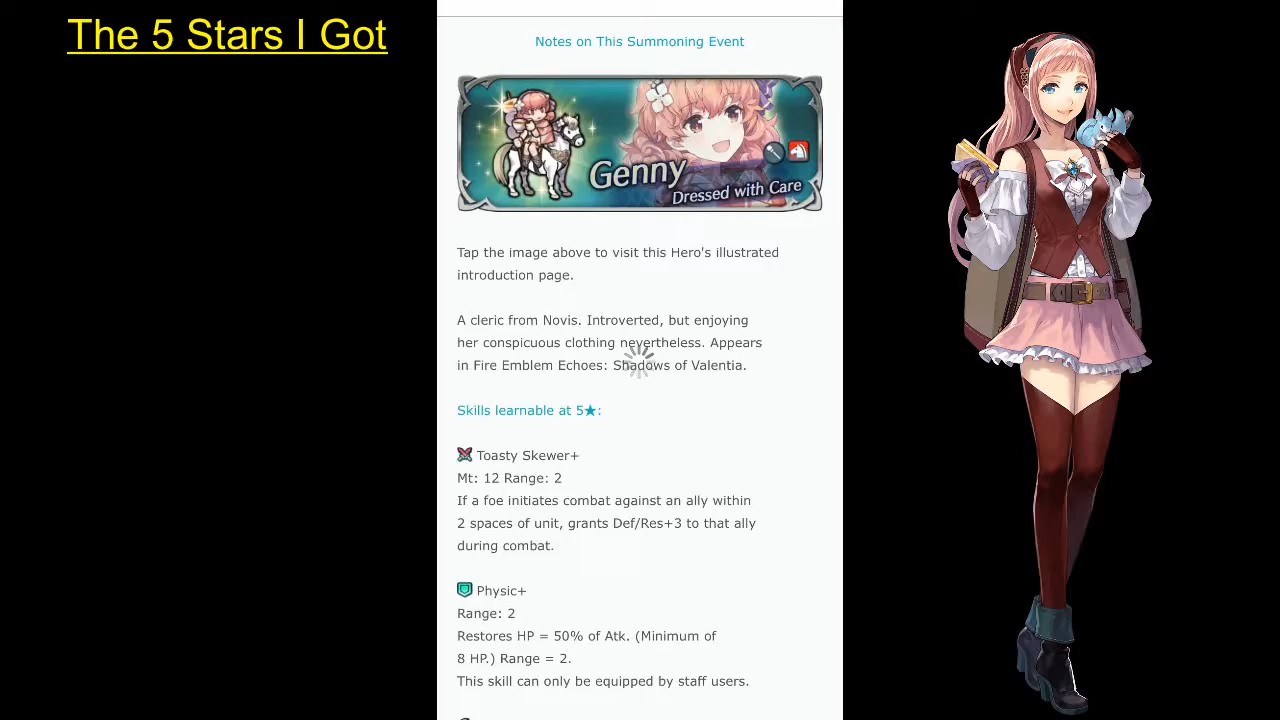 The 5 Stars I Got
Notes on This Summoning Event
Genny
Dressed with Care
Tap the image above to visit this Hero's illustrated
introduction page.
A cleric from Novis. Introverted, but enjoying
her conspicuous clothing nevertheless. Appears
in Fire Emblem Echoes: Shadows of Valentia.
Skills learnable at 5★:
Toasty Skewer+
Mt: 12 Range: 2
If a foe initiates combat against an ally within
2 spaces of unit, grants Def/Res+3 to that ally
during combat.
Physic+
Range: 2
Restores HP = 50% of Atk. (Minimum of
8 HP.) Range = 2.
This skill can only be equipped by staff users.